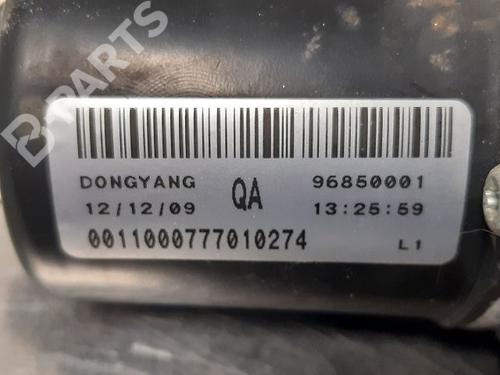 B-PARTS
DONGYANG QA 96850001
12/12/09 13:25:59
0011000777010274 L1